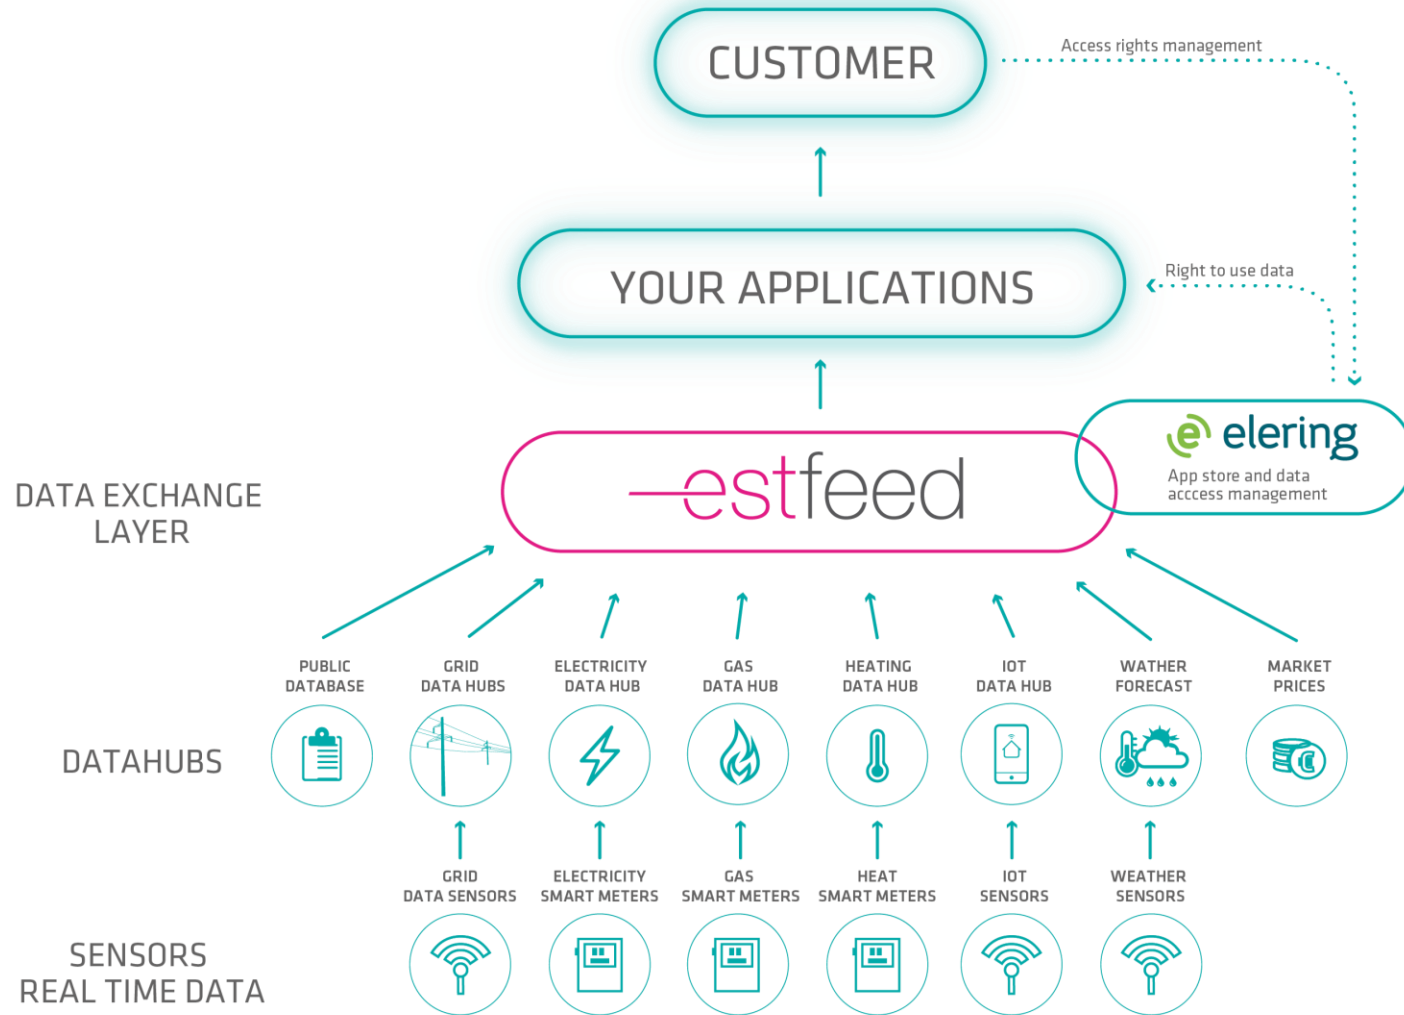 CUSTOMER
Access rights management
YOUR APPLICATIONS
Right to use data
DATA EXCHANGE
LAYER
estfeed
e elering
App store and data
acccess management
PUBLIC
DATABASE
GRID
DATA HUBS
ELECTRICITY
DATA HUB
GAS
DATA HUB
HEATING
DATA HUB
IOT
DATA HUB
WATHER
FORECAST
MARKET
PRICES
DATAHUBS
GRID
DATA SENSORS
ELECTRICITY
SMART METERS
GAS
SMART METERS
HEAT
SMART METERS
IOT
SENSORS
WEATHER
SENSORS
SENSORS
REAL TIME DATA